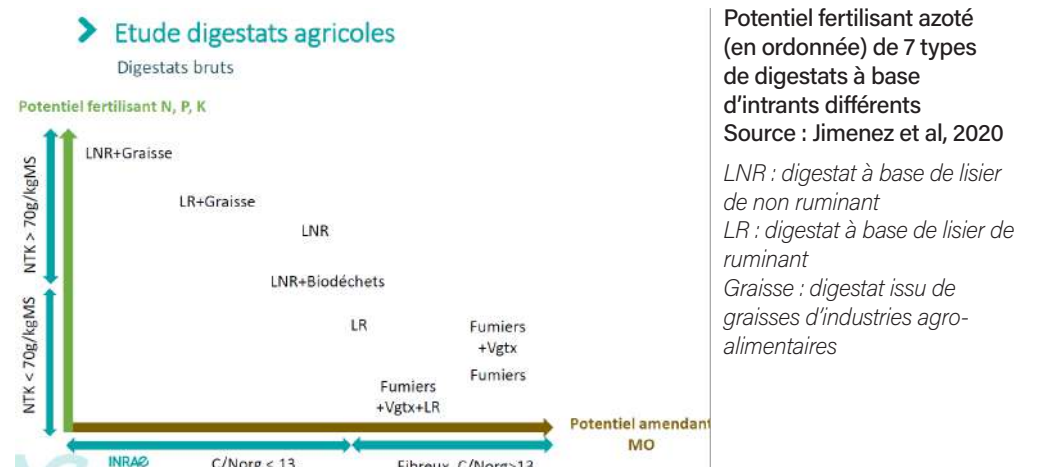 Etude digestats agricoles
Digestats bruts
Potentiel fertilisant N, P, K
NTK > 70g/kgMS
NTK < 70g/kgMS
LNR+Graisse
LR+Graisse
LNR
LNR+Biodéchets
LR
Fumiers
+Vgtx
Fumiers
Fumiers
+Vgtx+LR
Potentiel amendant
MO
INRAE
C/Norg < 13
Fibreux C/Norg>13
Potentiel fertilisant azoté
(en ordonnée) de 7 types
de digestats à base
d'intrants différents
Source : Jimenez et al, 2020
LNR : digestat à base de lisier
de non ruminant
LR : digestat à base de lisier de
ruminant
Graisse : digestat issu de
graisses d'industries agro-
alimentaires